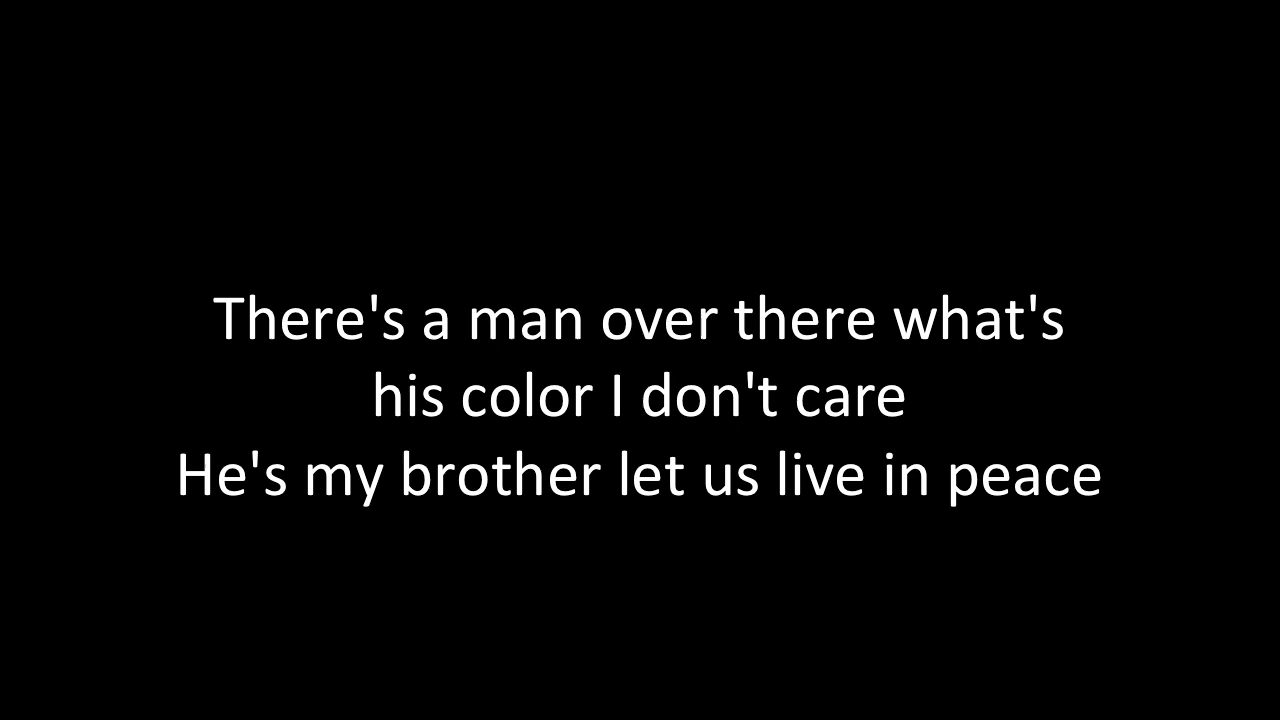 There's a man over there what's
his color I don't care
He's my brother let us live in peace